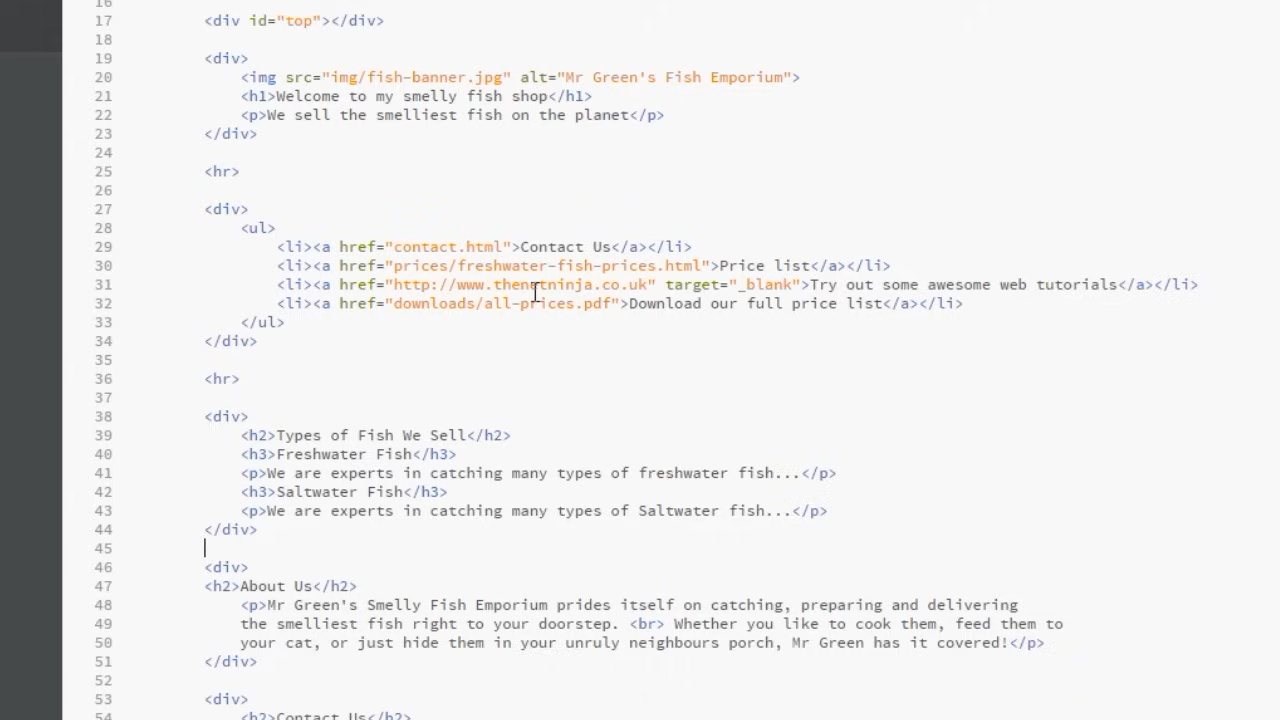 16
17 <div id="top"></div>
18
19 <div>
20 <img src="img/fish-banner.jpg" alt="Mr Green's Fish Emporium">
21 <h1>Welcome to my smelly fish shop</h1>
22 <p>We sell the smelliest fish on the planet</p>
23 </div>
24
25 <hr>
26
27 <div>
28 <ul>
29 <li><a href="contact.html">Contact Us</a></li>
30 <li><a href="prices/freshwater-fish-prices.html">Price list</a></li>
31 <li><a href="http://www.thenetninja.co.uk" target="_blank">Try out some awesome web tutorials</a></li>
32 <li><a href="downloads/all-prices.pdf">Download our full price list</a></li>
33 </ul>
34 </div>
35
36 <hr>
37
38 <div>
39 <h2>Types of Fish We Sell</h2>
40 <h3>Freshwater Fish</h3>
41 <p>We are experts in catching many types of freshwater fish...</p>
42 <h3>Saltwater Fish</h3>
43 <p>We are experts in catching many types of Saltwater fish...</p>
44 </div>
45
46 <div>
47 <h2>About Us</h2>
48 <p>Mr Green's Smelly Fish Emporium prides itself on catching, preparing and delivering
49 the smelliest fish right to your doorstep. <br> Whether you like to cook them, feed them to
50 your cat, or just hide them in your unruly neighbours porch, Mr Green has it covered!</p>
51 </div>
52
53 <div>
54 <h2>Contact Us</h2>